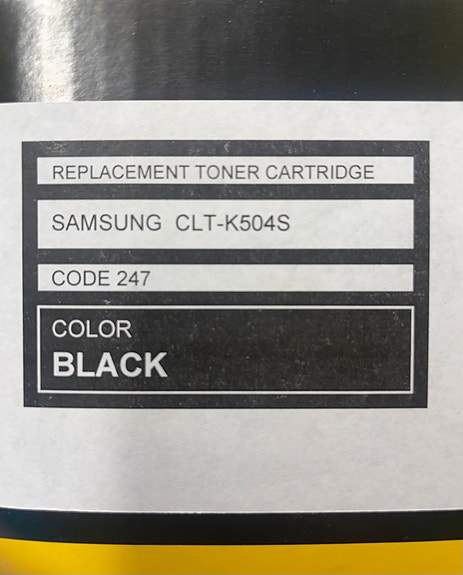 REPLACEMENT TONER CARTRIDGE
SAMSUNG CLT-K504S
CODE 247
COLOR
BLACK